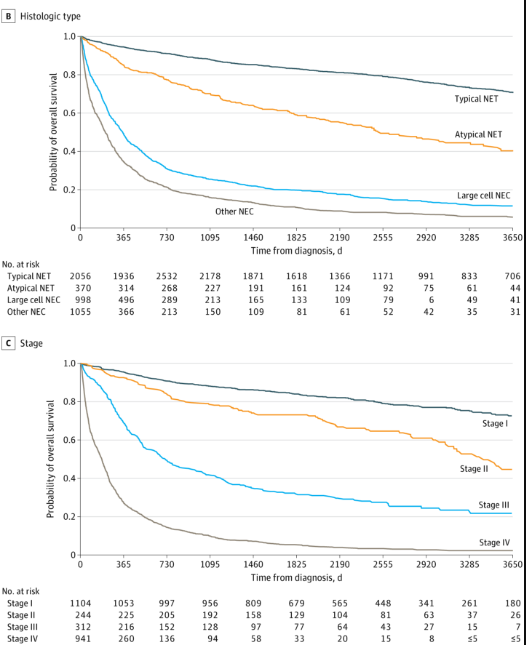 B Histologic type
1.0
0.8
0.6
0.4
0.2
0
Probability of overall survival
Typical NET
Atypical NET
Large cell NEC
Other NEC
0 365 730 1095 1460 1825 2190 2555 2920 3285 3650
Time from diagnosis, d
No. at risk
Typical NET 2056 1936 2532 2178 1871 1618 1366 1171 991 833 706
Atypical NET 370 314 268 227 191 161 124 92 75 61 44
Large cell NEC 998 496 289 213 165 133 109 79 6 49 41
Other NEC 1055 366 213 150 109 81 61 52 42 35 31
C Stage
1.0
0.8
0.6
0.4
0.2
0
Probability of overall survival
Stage I
Stage II
Stage III
Stage IV
0 365 730 1095 1460 1825 2190 2555 2920 3285 3650
Time from diagnosis, d
No. at risk
Stage I 1104 1053 997 956 809 679 565 448 341 261 180
Stage II 244 225 205 192 158 129 104 81 63 37 26
Stage III 312 216 152 128 97 77 64 43 27 15 7
Stage IV 941 260 136 94 58 33 20 15 8 ≤5 ≤5